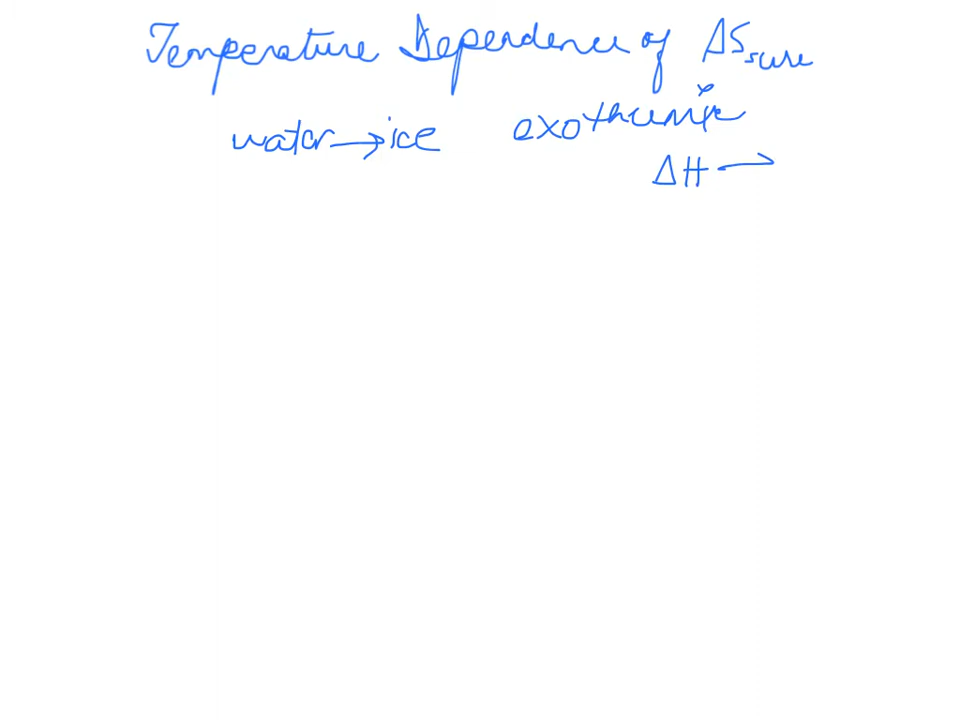 Temperature Dependence of ΔSsurr
water → ice exothermic
ΔH →